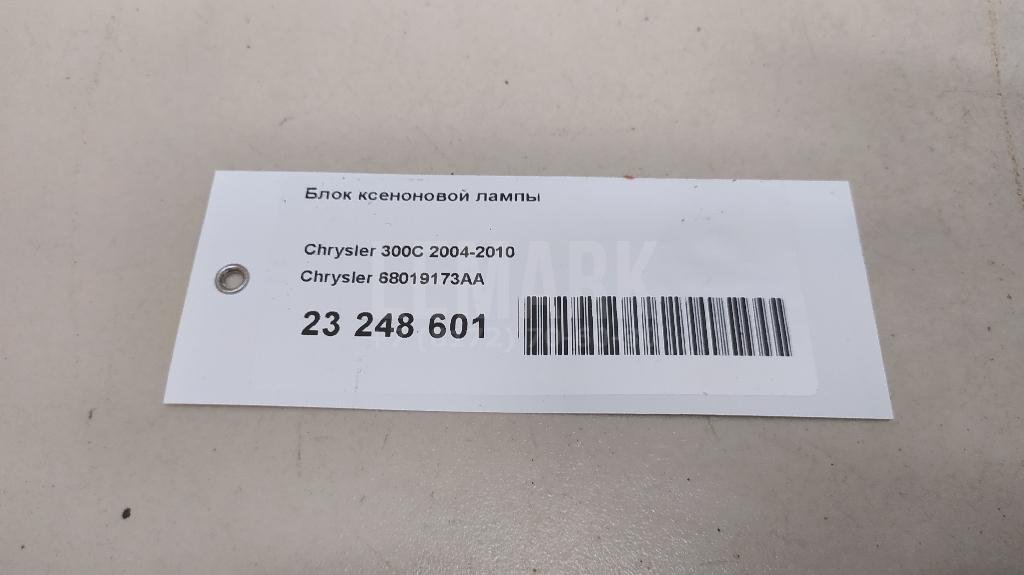 Блок ксеноновой лампы
Chrysler 300C 2004-2010
Chrysler 68019173AA
23 248 601